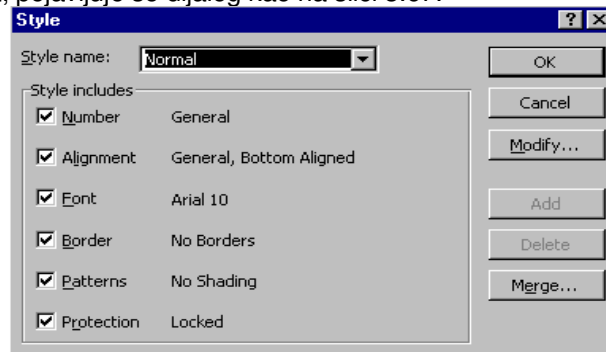 pojavljuje se dijalog kao na slici
Style
Style name: Normal
OK
Style includes
Cancel
Number General
Modify...
Alignment General, Bottom Aligned
Font Arial 10
Add
Border No Borders
Delete
Patterns No Shading
Merge...
Protection Locked